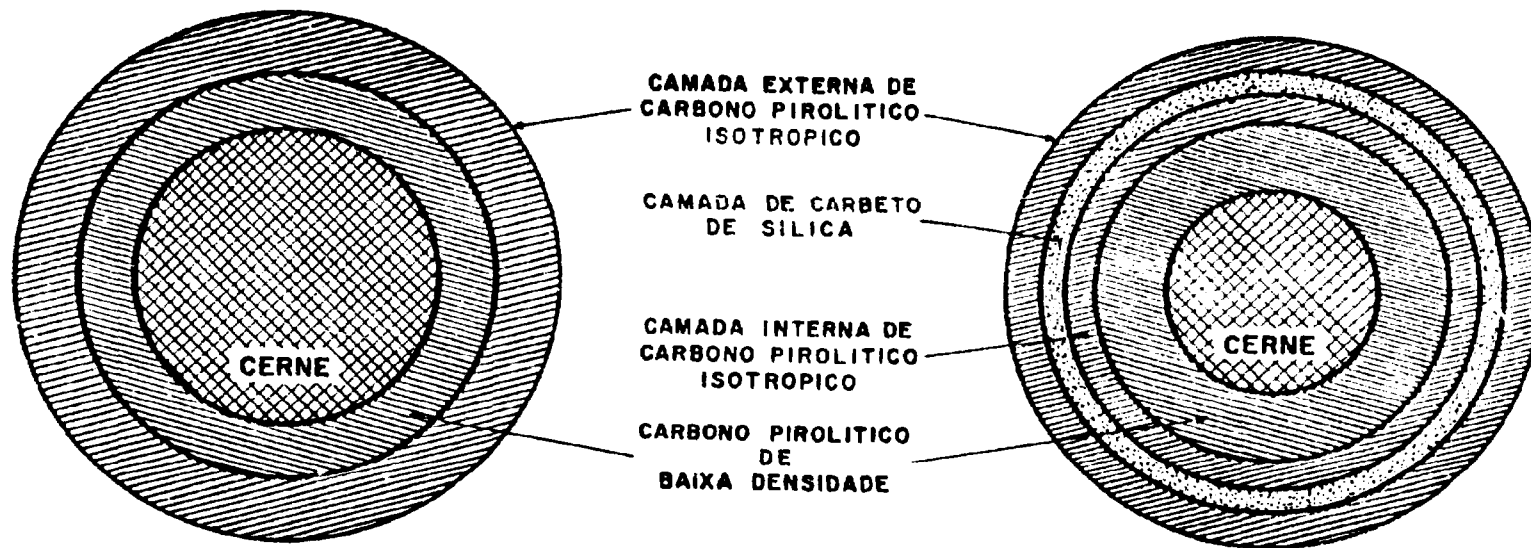 CAMADA EXTERNA DE
CARBONO PIROLITICO
ISOTROPICO
CAMADA DE CARBETO
DE SILICA
CAMADA INTERNA DE
CARBONO PIROLITICO
ISOTROPICO
CARBONO PIROLITICO
DE
BAIXA DENSIDADE
CERNE
CERNE